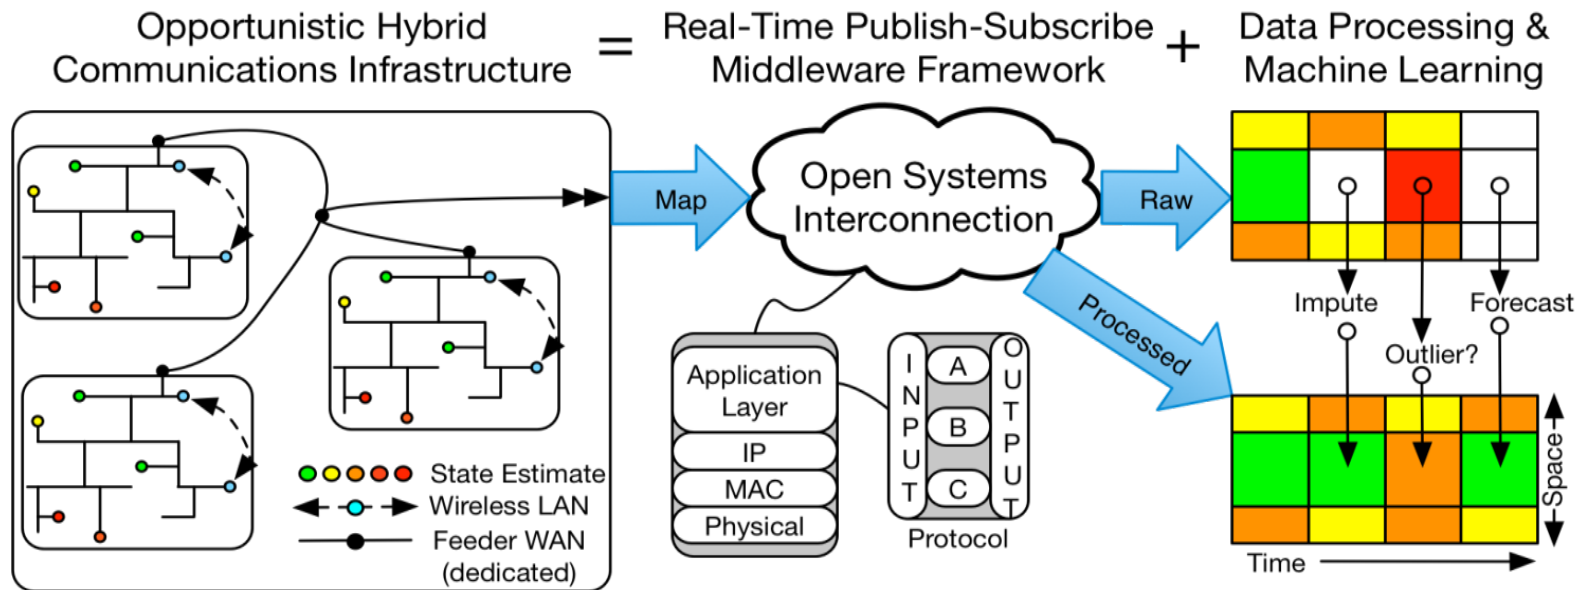 Opportunistic Hybrid
Communications Infrastructure
=
Real-Time Publish-Subscribe
Middleware Framework
+
Data Processing &
Machine Learning
Map
Open Systems
Interconnection
Raw
Processed
Impute
Outlier?
Forecast
Application
Layer
IP
MAC
Physical
INPUT
A
B
C
OUTPUT
Protocol
State Estimate
Wireless LAN
Feeder WAN
(dedicated)
Space
Time